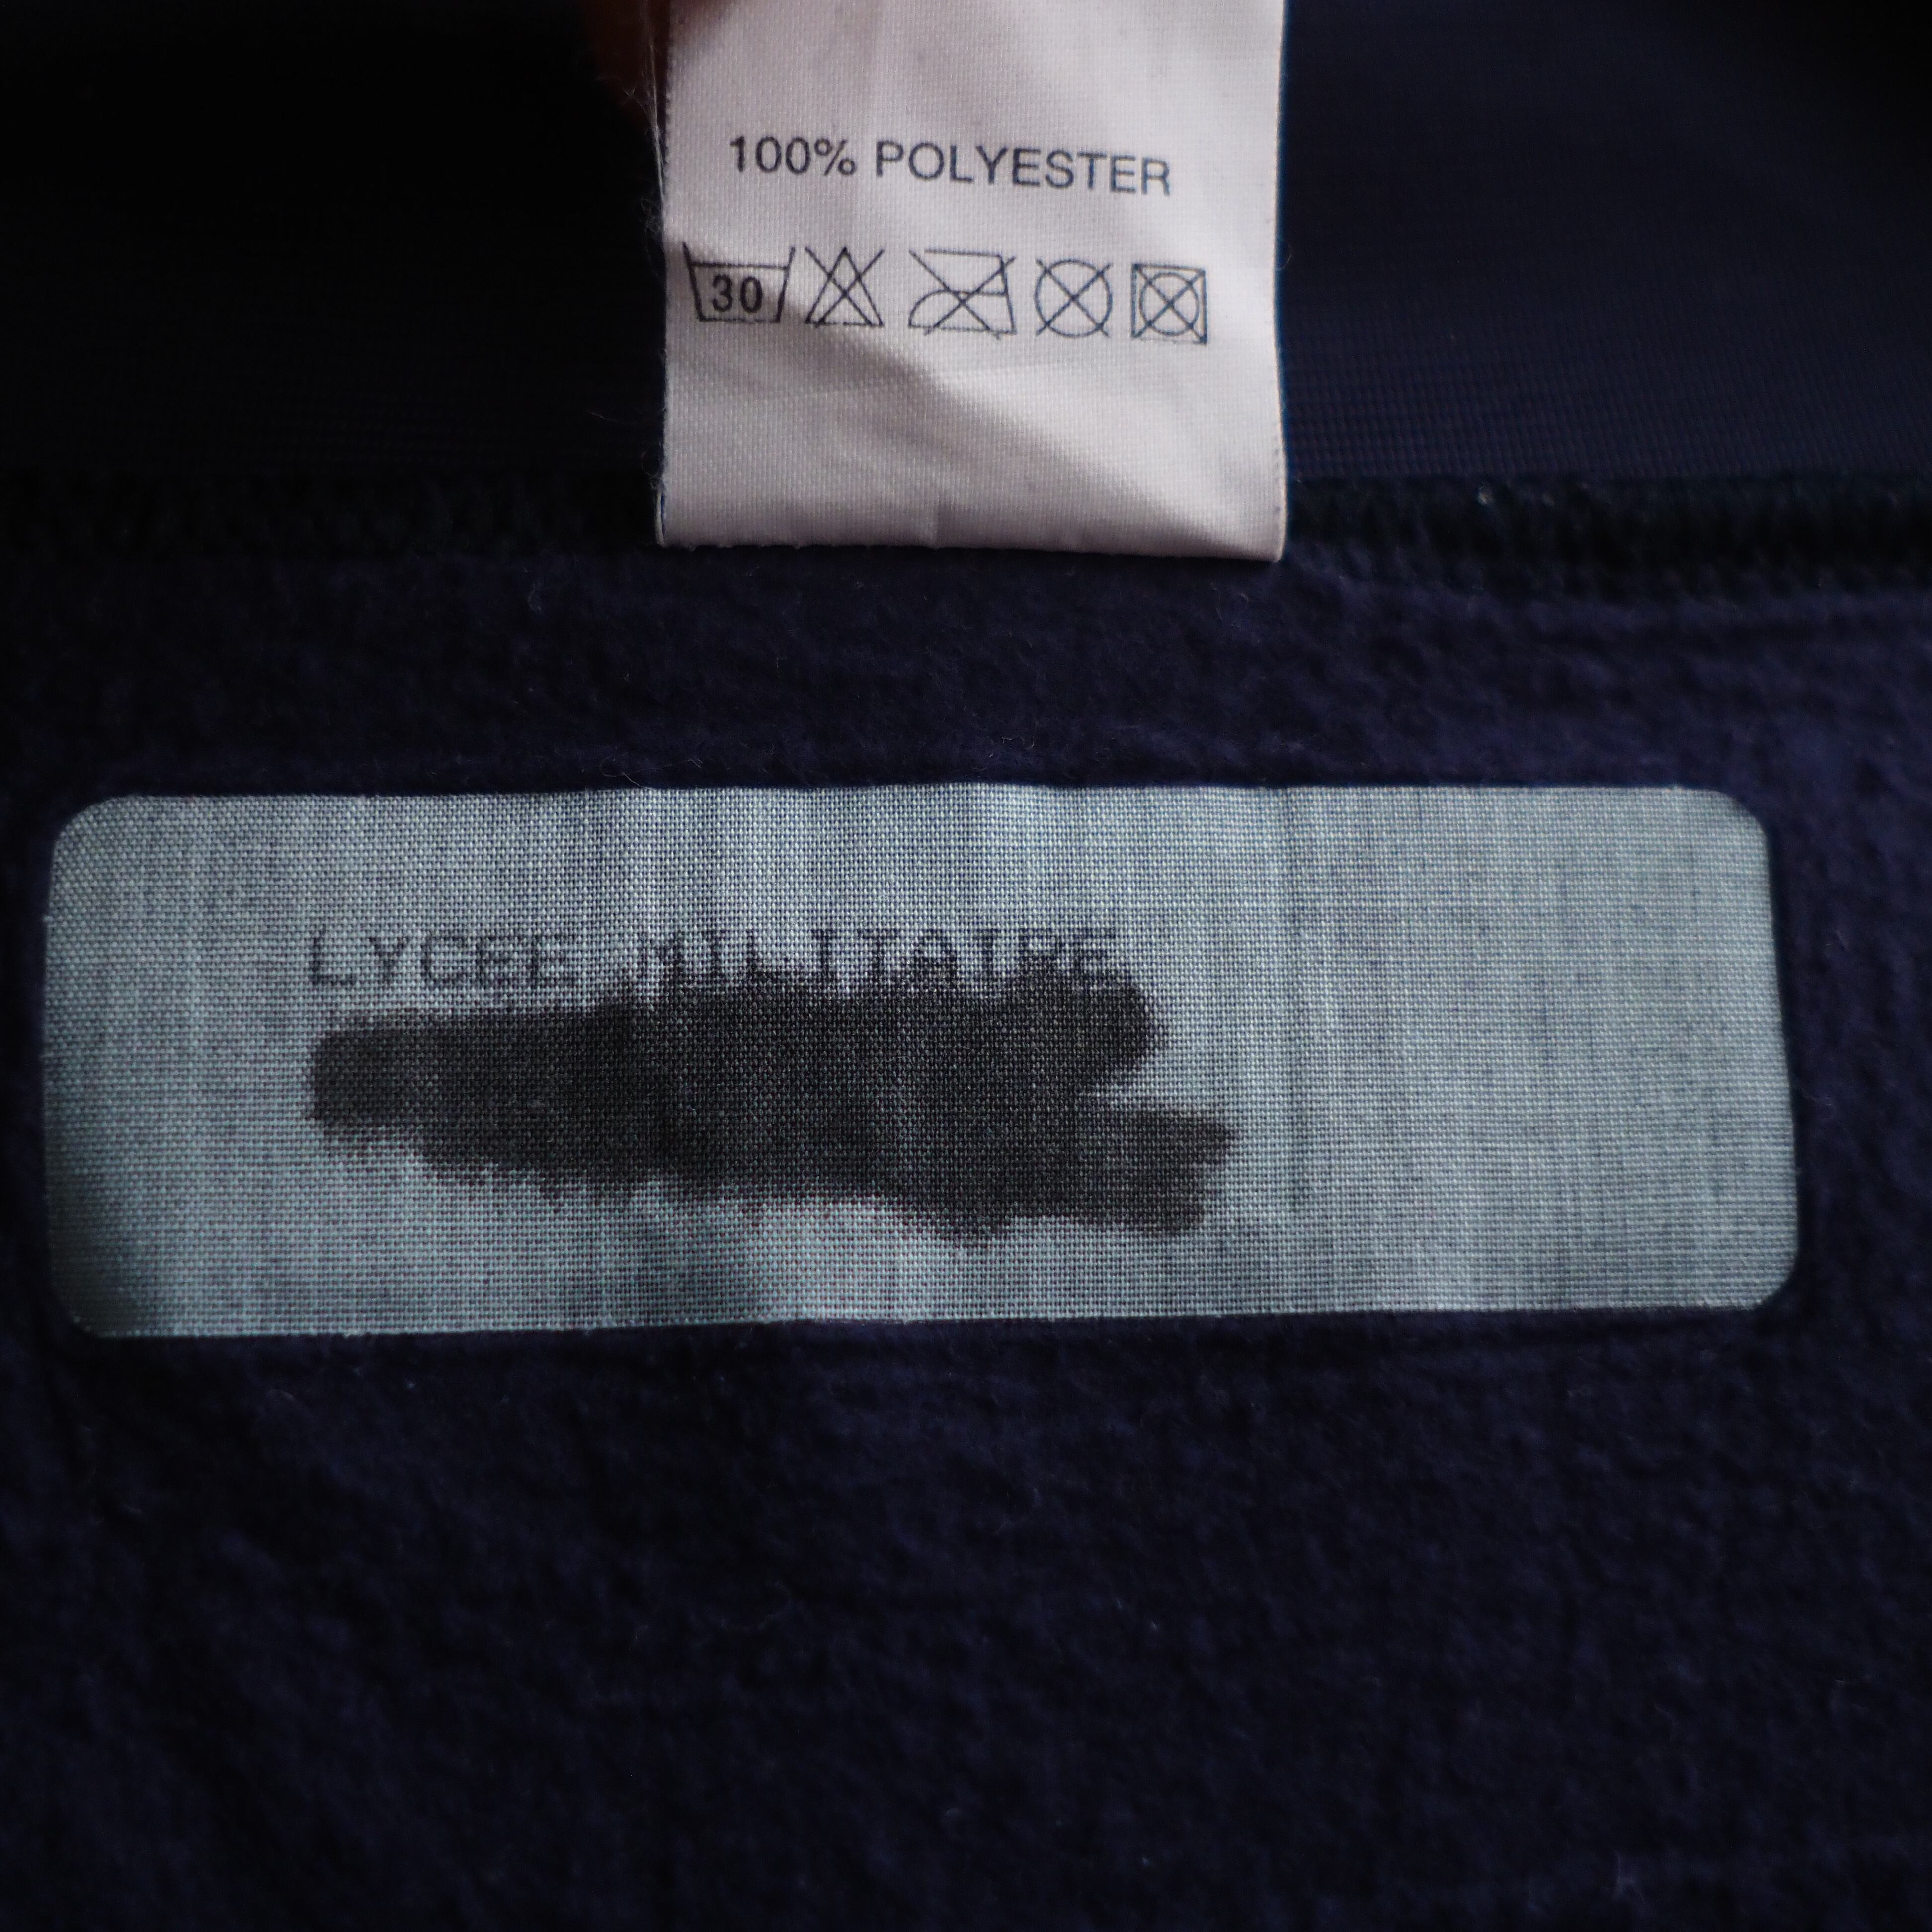 100% POLYESTER
30
LYCEE MILITAIRE